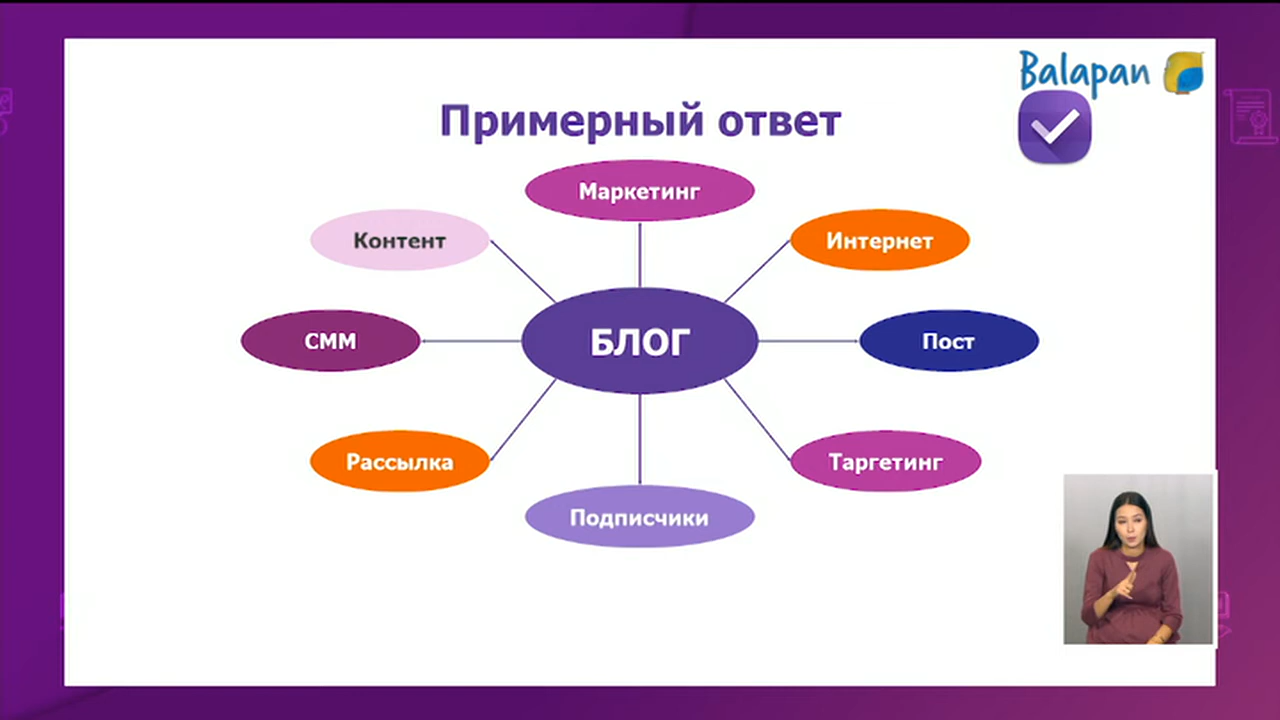 Balapan
Примерный ответ
Маркетинг
Контент
Интернет
СММ
БЛОГ
Пост
Рассылка
Таргетинг
Подписчики